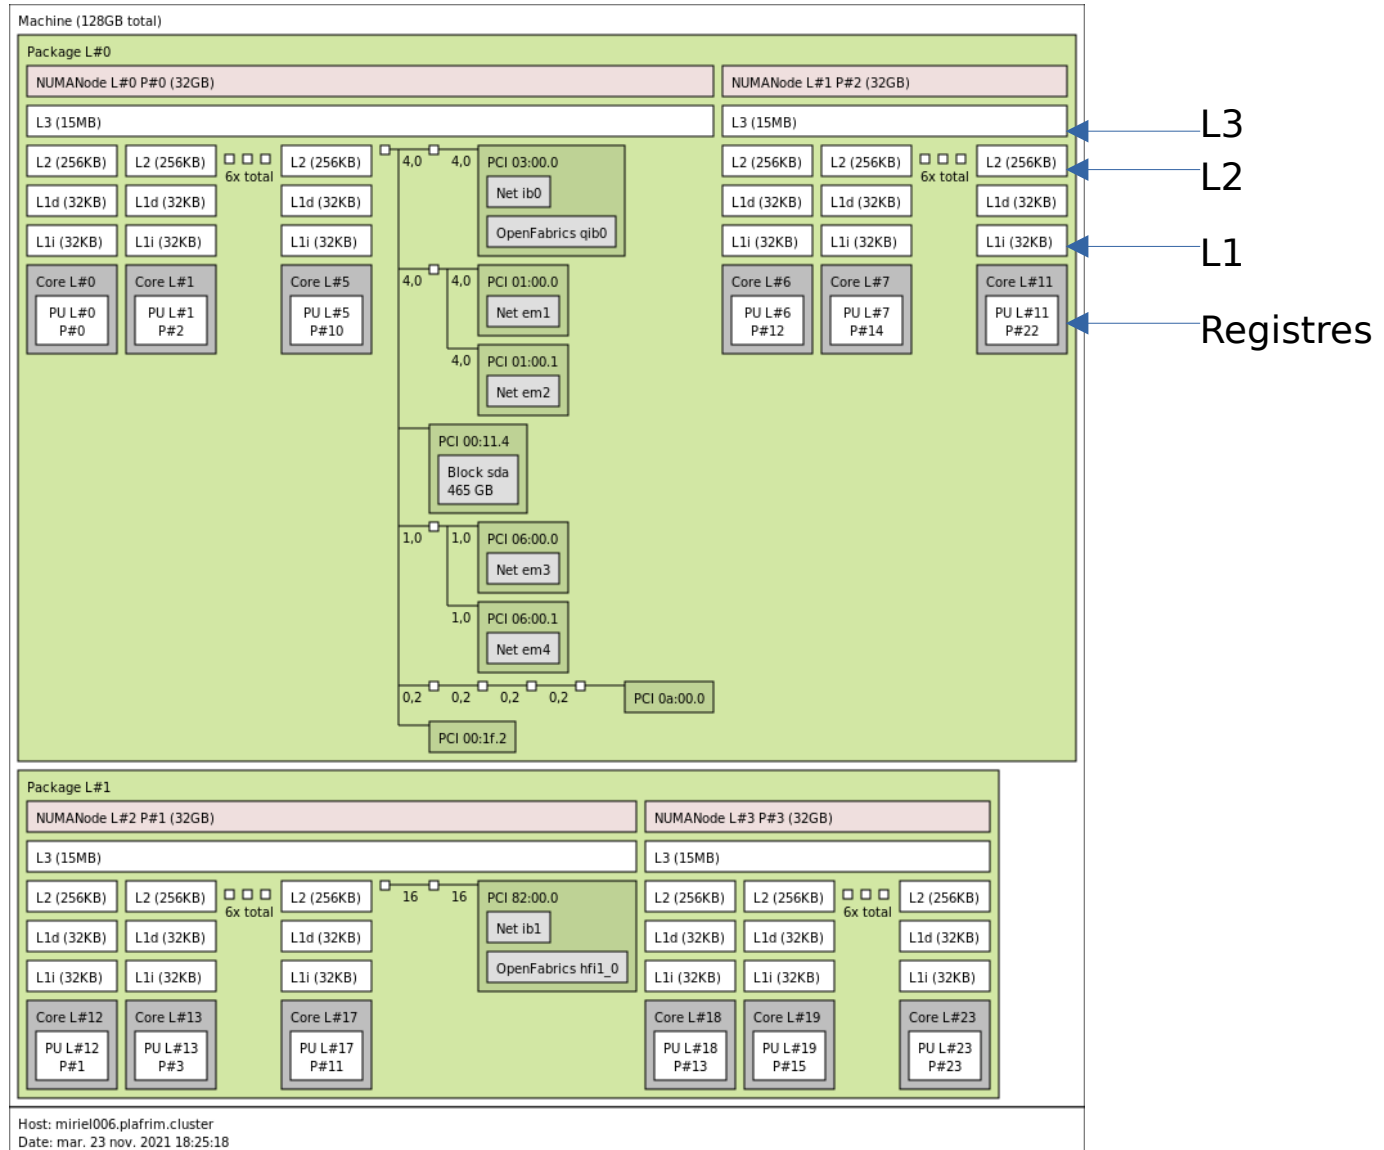 Machine (128GB total)
Package L#0
NUMANode L#0 P#0 (32GB)
NUMANode L#1 P#2 (32GB)
L3 (15MB)
L3 (15MB)
L2 (256KB)
L2 (256KB)
6x total
L2 (256KB)
L1d (32KB)
L1d (32KB)
L1d (32KB)
L1i (32KB)
L1i (32KB)
L1i (32KB)
Core L#0
PU L#0
P#0
Core L#1
PU L#1
P#2
Core L#5
PU L#5
P#10
4,0
4,0
PCI 03:00.0
Net ib0
OpenFabrics qib0
4,0
4,0
PCI 01:00.0
Net em1
4,0
PCI 01:00.1
Net em2
PCI 00:11.4
Block sda
465 GB
1,0
1,0
PCI 06:00.0
Net em3
1,0
PCI 06:00.1
Net em4
0,2
0,2
0,2
0,2
PCI 0a:00.0
PCI 00:1f.2
L2 (256KB)
L2 (256KB)
6x total
L2 (256KB)
L1d (32KB)
L1d (32KB)
L1d (32KB)
L1i (32KB)
L1i (32KB)
L1i (32KB)
Core L#6
PU L#6
P#12
Core L#7
PU L#7
P#14
Core L#11
PU L#11
P#22
L3
L2
L1
Registres
Package L#1
NUMANode L#2 P#1 (32GB)
NUMANode L#3 P#3 (32GB)
L3 (15MB)
L3 (15MB)
L2 (256KB)
L2 (256KB)
6x total
L2 (256KB)
L1d (32KB)
L1d (32KB)
L1d (32KB)
L1i (32KB)
L1i (32KB)
L1i (32KB)
Core L#12
PU L#12
P#1
Core L#13
PU L#13
P#3
Core L#17
PU L#17
P#11
16
16
PCI 82:00.0
Net ib1
OpenFabrics hfi1_0
L2 (256KB)
L2 (256KB)
6x total
L2 (256KB)
L1d (32KB)
L1d (32KB)
L1d (32KB)
L1i (32KB)
L1i (32KB)
L1i (32KB)
Core L#18
PU L#18
P#13
Core L#19
PU L#19
P#15
Core L#23
PU L#23
P#23
Host: miriel006.plafrim.cluster
Date: mar. 23 nov. 2021 18:25:18